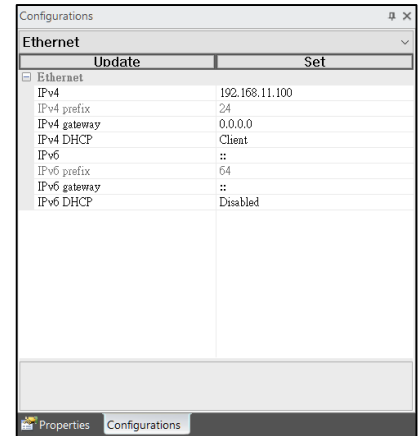 Configurations
Ethernet
Update Set
Ethernet
IPv4 192.168.11.100
IPv4 prefix 24
IPv4 gateway 0.0.0.0
IPv4 DHCP Client
IPv6 ::
IPv6 prefix 64
IPv6 gateway ::
IPv6 DHCP Disabled
Properties Configurations